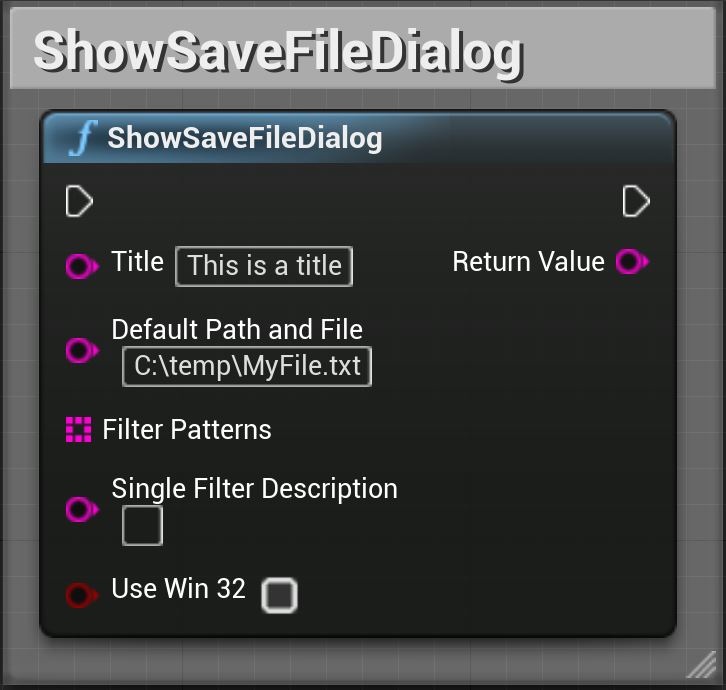 ShowSaveFileDialog
f ShowSaveFileDialog
Title This is a title Return Value
Default Path and File
C:\temp\MyFile.txt
Filter Patterns
Single Filter Description
Use Win 32